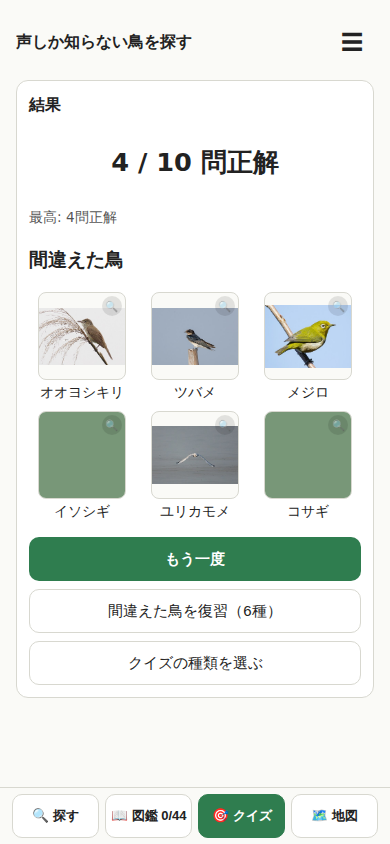 声しか知らない鳥を探す
結果
4 / 10 問正解
最高: 4問正解
間違えた鳥
オオヨシキリ ツバメ メジロ
イソシギ ユリカモメ コサギ
もう一度
間違えた鳥を復習（6種）
クイズの種類を選ぶ
探す 図鑑 0/44 クイズ 地図